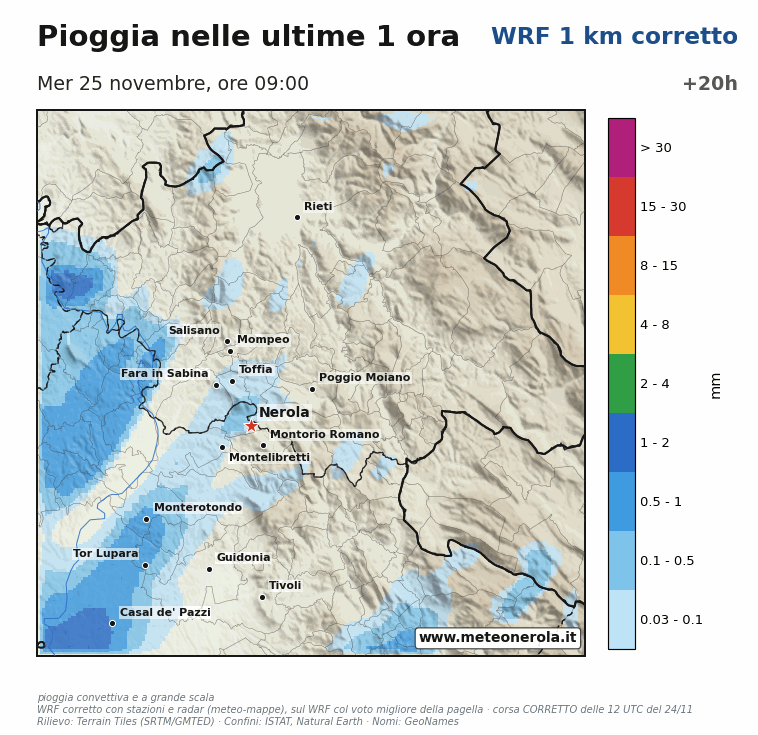 Pioggia nelle ultime 1 ora
WRF 1 km corretto
Mer 25 novembre, ore 09:00
+20h
Rieti
Salisano
Mompeo
Toffia
Fara in Sabina
Poggio Moiano
Nerola
Montorio Romano
Montelibretti
Monterotondo
Tor Lupara
Guidonia
Tivoli
Casal de' Pazzi
www.meteonerola.it
> 30
15 - 30
8 - 15
4 - 8
2 - 4
1 - 2
0.5 - 1
0.1 - 0.5
0.03 - 0.1
mm
pioggia convettiva e a grande scala
WRF corretto con stazioni e radar (meteo-mappe), sul WRF col voto migliore della pagella · corsa CORRETTO delle 12 UTC del 24/11
Rilievo: Terrain Tiles (SRTM/GMTED) · Confini: ISTAT, Natural Earth · Nomi: GeoNames